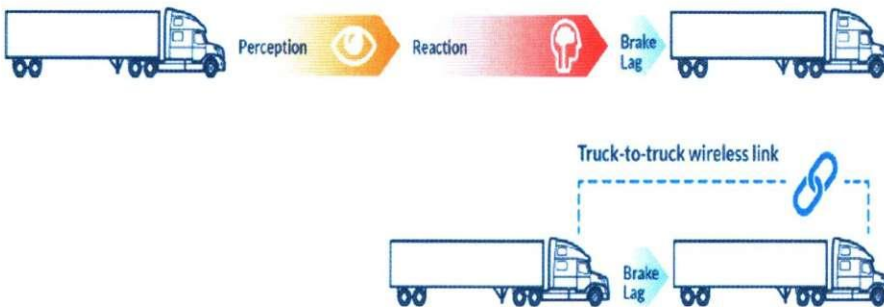 Perception
Reaction
Brake
Lag
Truck-to-truck wireless link
Brake
Lag